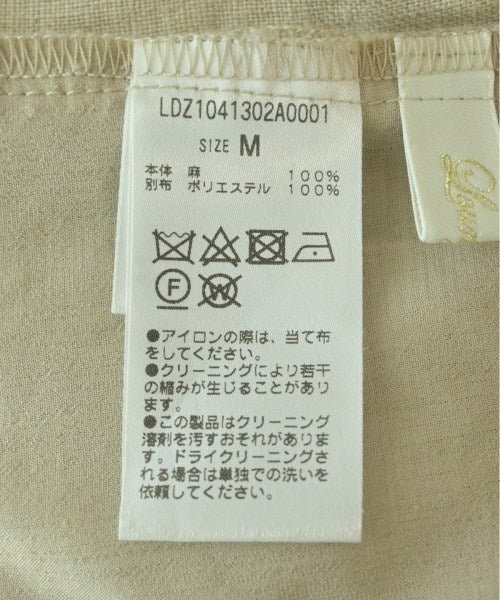 LDZ1041302A0001
SIZE M
本体 麻 100%
別布 ポリエステル 100%
F W
●アイロンの際は、当て布
をしてください。
●クリーニングにより若干
の縮みが生じることがあり
ます。
●この製品はクリーニング
溶剤を汚すおそれがありま
す。ドライクリーニングさ
れる場合は単独での洗いを
依頼してください。